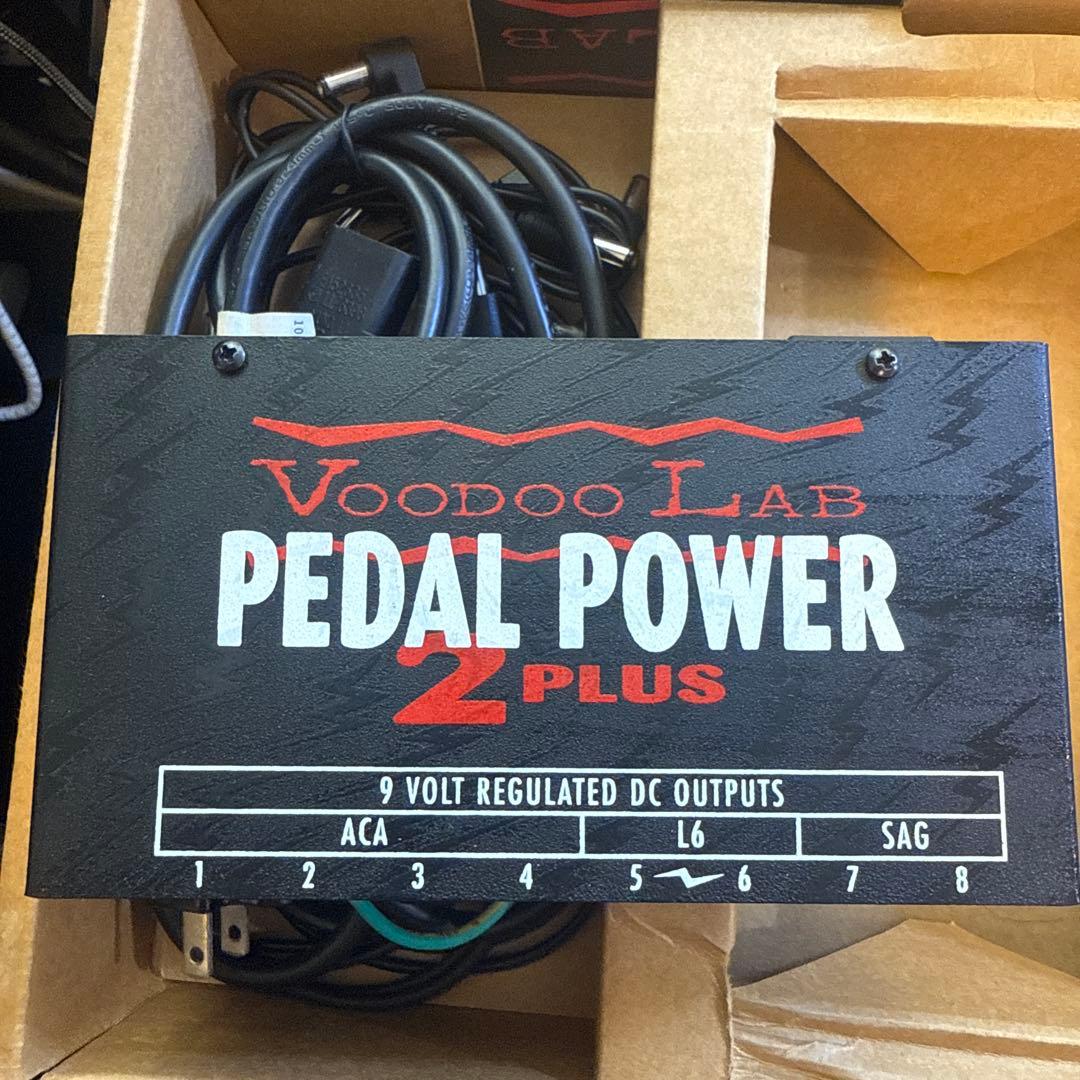 LAB
VOODOO LAB
PEDAL POWER
2 PLUS
9 VOLT REGULATED DC OUTPUTS
ACA L6 SAG
1 2 3 4 5 6 7 8